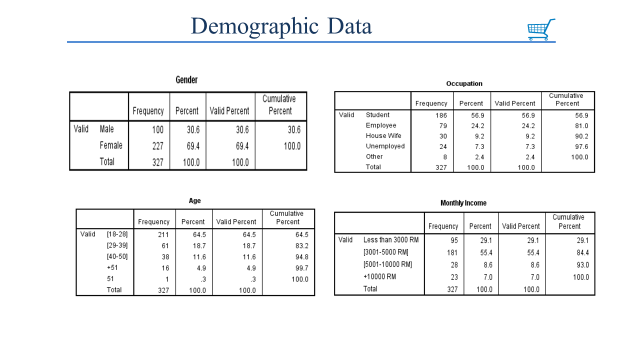 Demographic Data
Gender
Frequency Percent Valid Percent Cumulative Percent
Valid Male 100 30.6 30.6 30.6
Female 227 69.4 69.4 100.0
Total 327 100.0 100.0
Occupation
Frequency Percent Valid Percent Cumulative Percent
Valid Student 186 56.9 56.9 56.9
Employee 79 24.2 24.2 81.0
House Wife 30 9.2 9.2 90.2
Unemployed 24 7.3 7.3 97.6
Other 8 2.4 2.4 100.0
Total 327 100.0 100.0
Age
Frequency Percent Valid Percent Cumulative Percent
Valid [18-28] 211 64.5 64.5 64.5
[29-39] 61 18.7 18.7 83.2
[40-50] 38 11.6 11.6 94.8
+51 16 4.9 4.9 99.7
51 1 .3 .3 100.0
Total 327 100.0 100.0
Monthly Income
Frequency Percent Valid Percent Cumulative Percent
Valid Less than 3000 RM 95 29.1 29.1 29.1
]3001-5000 RM] 181 55.4 55.4 84.4
]5001-10000 RM] 28 8.6 8.6 93.0
+10000 RM 23 7.0 7.0 100.0
Total 327 100.0 100.0